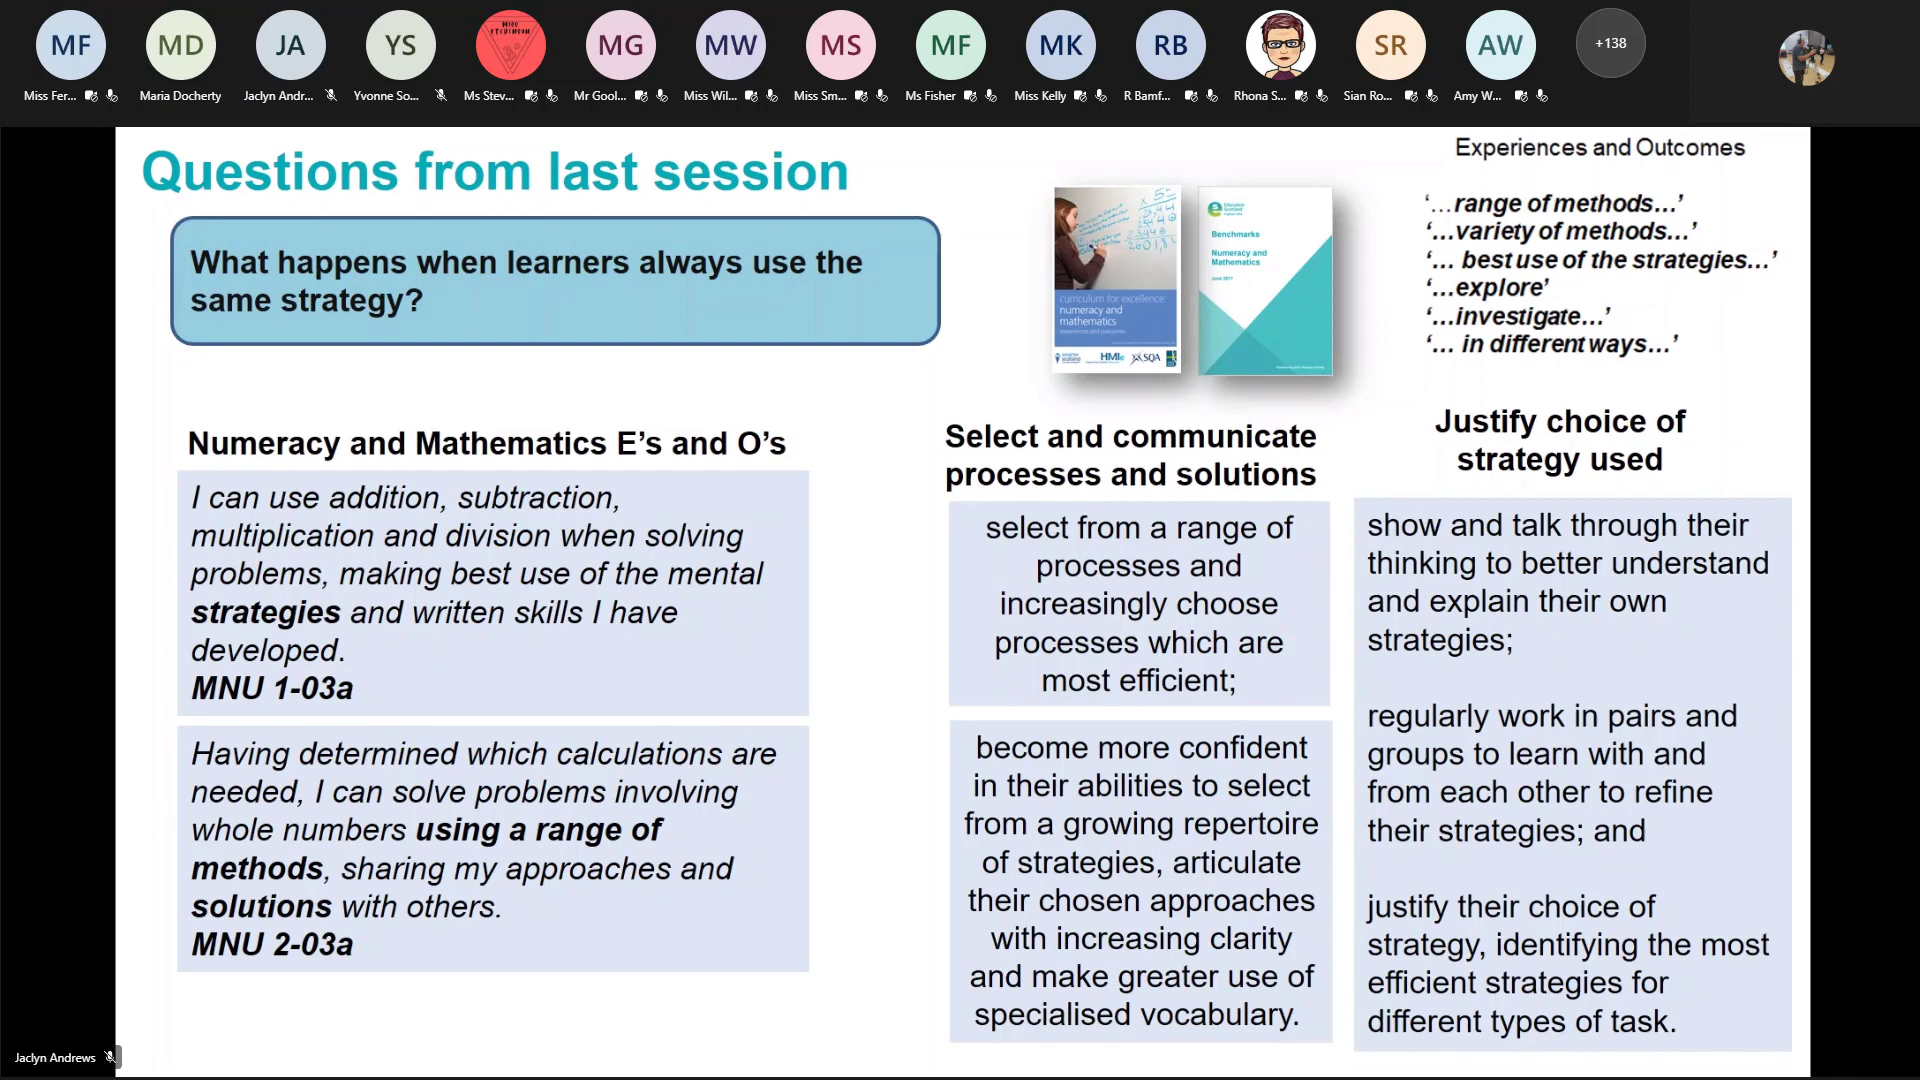 MF
MD
JA
YS
Miss
STEVENSON
MG
MW
MS
MF
MK
RB
SR
AW
+138
Miss Fer...
Maria Docherty
Jaclyn Andr...
Yvonne So...
Ms Stev...
Mr Gool...
Miss Wil...
Miss Sm...
Ms Fisher
Miss Kelly
R Bamf...
Rhona S...
Sian Ro...
Amy W...
Questions from last session
What happens when learners always use the
same strategy?
curriculum for excellence:
numeracy and
mathematics
experiences and outcomes
HMIe
SQA
Education
Scotland
Benchmarks
Numeracy and
Mathematics
June 2017
Experiences and Outcomes
‘…range of methods…’
‘…variety of methods…’
‘… best use of the strategies…’
‘…explore’
‘…investigate…’
‘… in different ways…’
Numeracy and Mathematics E’s and O’s
I can use addition, subtraction,
multiplication and division when solving
problems, making best use of the mental
strategies and written skills I have
developed.
MNU 1-03a
Having determined which calculations are
needed, I can solve problems involving
whole numbers using a range of
methods, sharing my approaches and
solutions with others.
MNU 2-03a
Select and communicate
processes and solutions
select from a range of
processes and
increasingly choose
processes which are
most efficient;
become more confident
in their abilities to select
from a growing repertoire
of strategies, articulate
their chosen approaches
with increasing clarity
and make greater use of
specialised vocabulary.
Justify choice of
strategy used
show and talk through their
thinking to better understand
and explain their own
strategies;
regularly work in pairs and
groups to learn with and
from each other to refine
their strategies; and
justify their choice of
strategy, identifying the most
efficient strategies for
different types of task.
Jaclyn Andrews